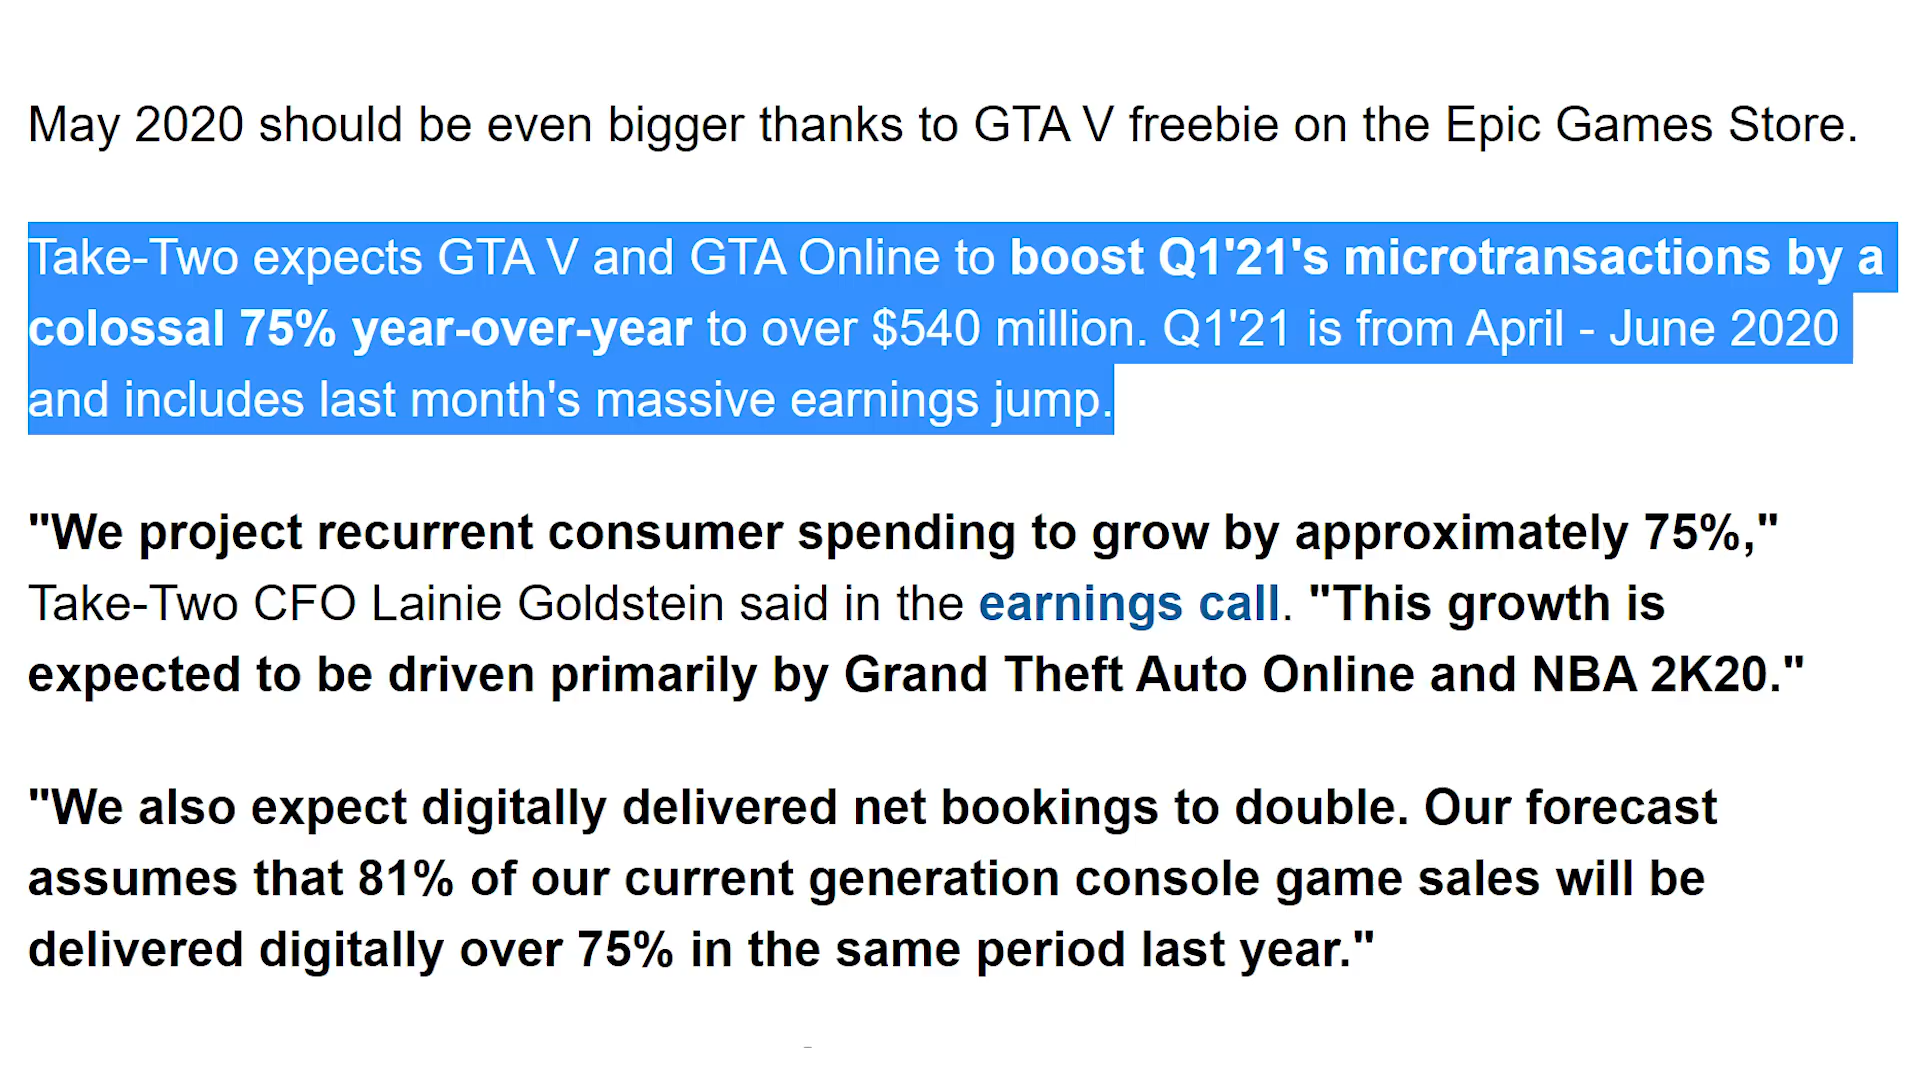 May 2020 should be even bigger thanks to GTA V freebie on the Epic Games Store.
Take-Two expects GTA V and GTA Online to boost Q1'21's microtransactions by a
colossal 75% year-over-year to over $540 million. Q1'21 is from April - June 2020
and includes last month's massive earnings jump.
"We project recurrent consumer spending to grow by approximately 75%,"
Take-Two CFO Lainie Goldstein said in the earnings call. "This growth is
expected to be driven primarily by Grand Theft Auto Online and NBA 2K20."
"We also expect digitally delivered net bookings to double. Our forecast
assumes that 81% of our current generation console game sales will be
delivered digitally over 75% in the same period last year."